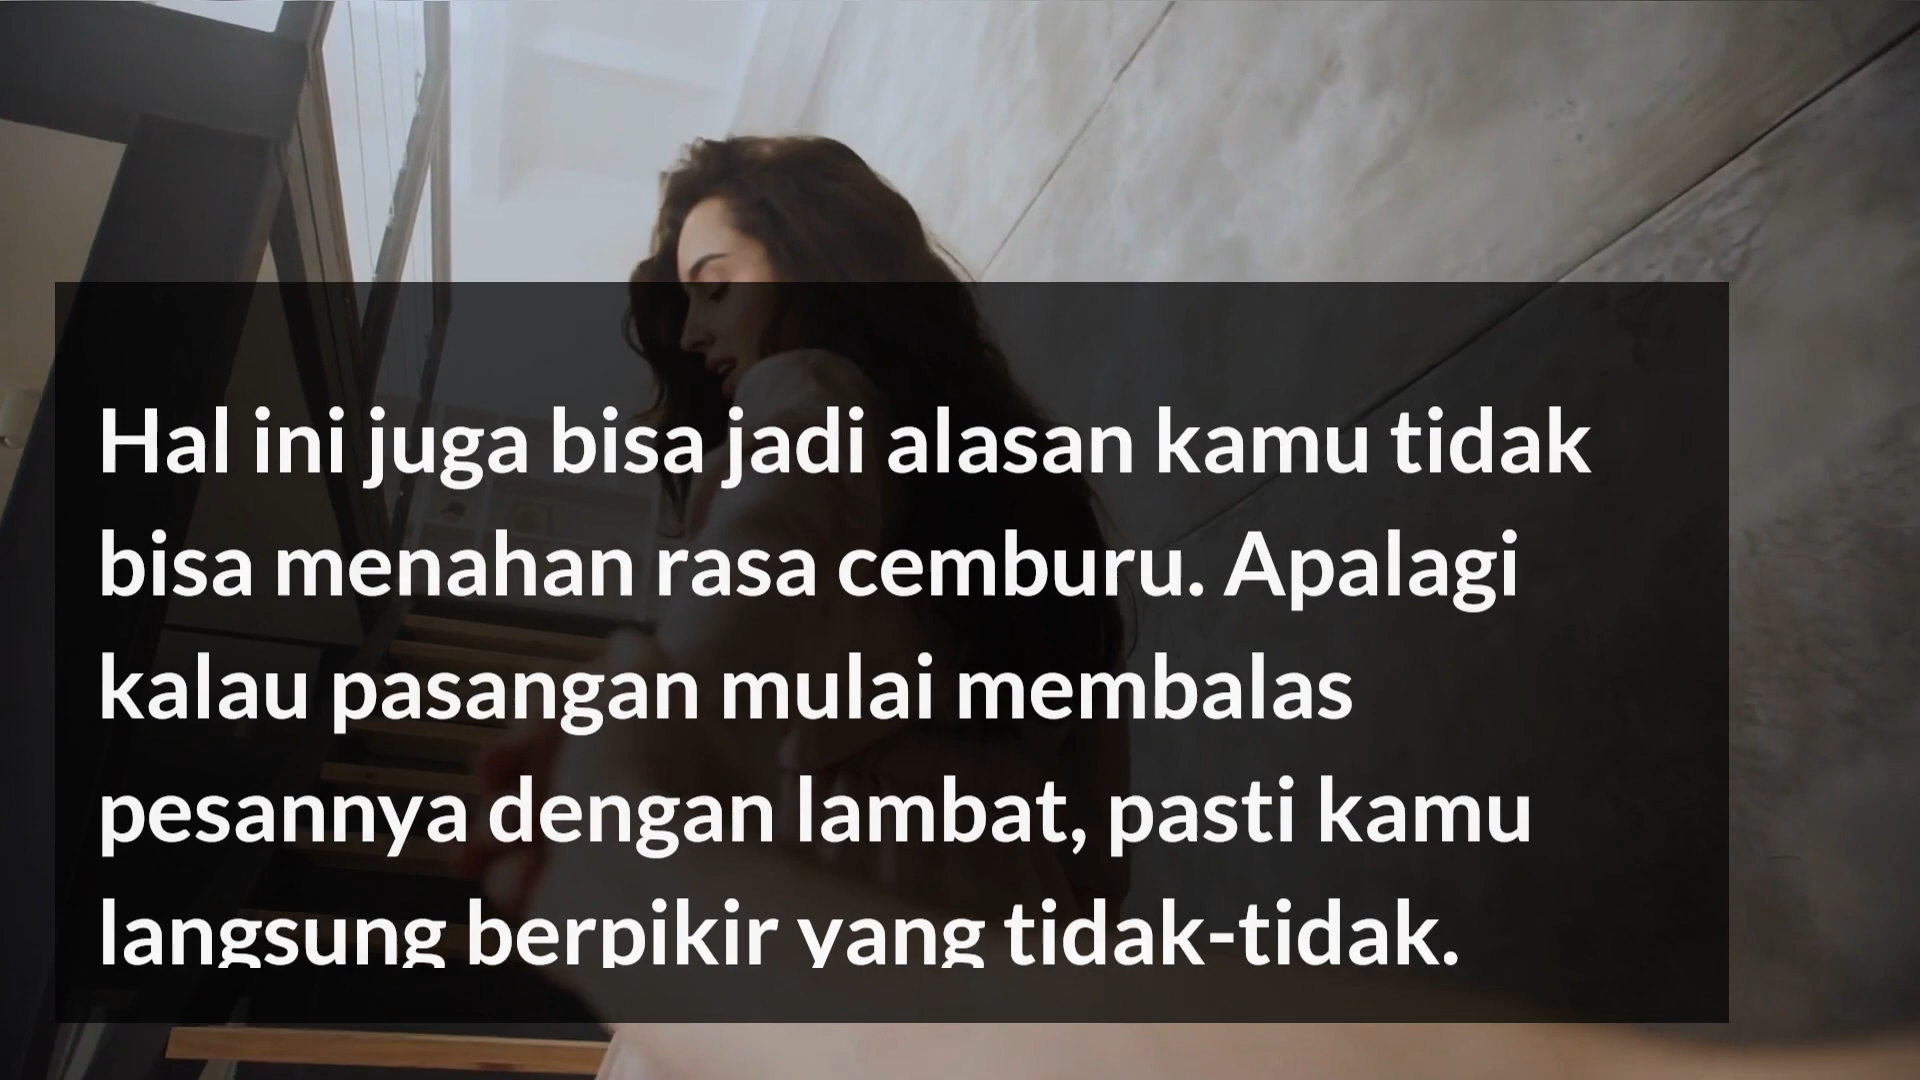 Hal ini juga bisa jadi alasan kamu tidak
bisa menahan rasa cemburu. Apalagi
kalau pasangan mulai membalas
pesannya dengan lambat, pasti kamu
langsung berpikir yang tidak-tidak.